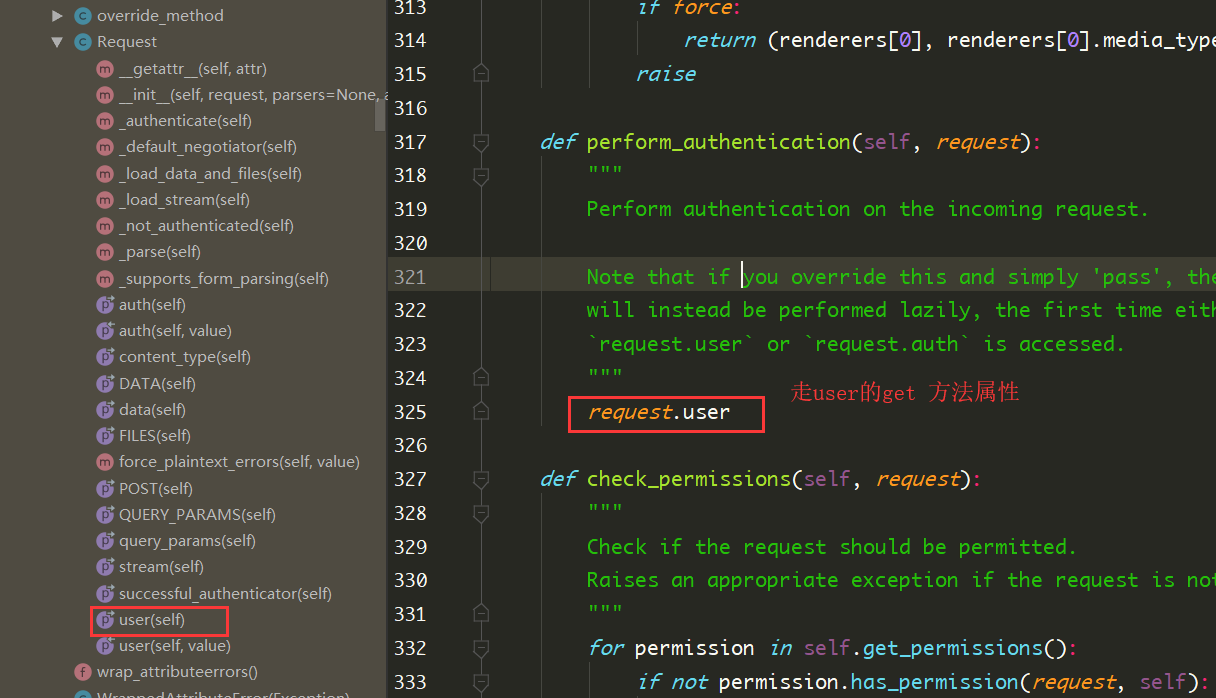 override_method
Request
__getattr__(self, attr)
__init__(self, request, parsers=None, a
_authenticate(self)
_default_negotiator(self)
_load_data_and_files(self)
_load_stream(self)
_not_authenticated(self)
_parse(self)
_supports_form_parsing(self)
auth(self)
auth(self, value)
content_type(self)
DATA(self)
data(self)
FILES(self)
force_plaintext_errors(self, value)
POST(self)
QUERY_PARAMS(self)
query_params(self)
stream(self)
successful_authenticator(self)
user(self)
user(self, value)
wrap_attributeerrors()
WrappedAttributeError(Exception)
313 if force:
314 return (renderers[0], renderers[0].media_type
315 raise
316
317 def perform_authentication(self, request):
318 """
319 Perform authentication on the incoming request.
320
321 Note that if you override this and simply 'pass', the
322 will instead be performed lazily, the first time eith
323 `request.user` or `request.auth` is accessed.
324 """
325 request.user
走user的get 方法属性
326
327 def check_permissions(self, request):
328 """
329 Check if the request should be permitted.
330 Raises an appropriate exception if the request is not
331 """
332 for permission in self.get_permissions():
333 if not permission.has_permission(request, self):